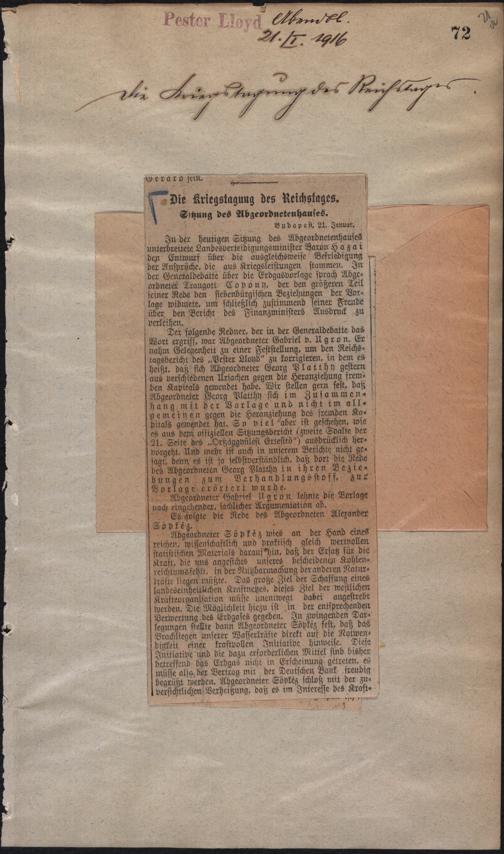 Pester Lloyd Abendbl.
21./I. 1916
72
Die Kriegstagung des Reichstages.
Gerard sein.
Die Kriegstagung des Reichstages.
Sitzung des Abgeordnetenhauses.
Budapest, 21. Januar.
In der heutigen Sitzung des Abgeordnetenhauses
unterbreitete Landesverteidigungsminister Baron Hazai
den Entwurf über die ausgleichsweise Befriedigung
der Ansprüche, die aus Kriegsleistungen stammen. In
der Generaldebatte über die Erdgasvorlage sprach Abge-
ordneter Traugott Copony, der den größeren Teil
seiner Rede den siebenbürgischen Beziehungen der Vor-
lage widmete, um schließlich zustimmend seiner Freude
über den Bericht des Finanzministers Ausdruck zu
verleihen.
Der folgende Redner, der in der Generaldebatte das
Wort ergriff, war Abgeordneter Gabriel v. Ugron. Er
nahm Gelegenheit zu einer Feststellung, um den Reichs-
tagsbericht des „Pester Lloyd" zu korrigieren, in dem es
heißt, daß sich Abgeordneter Georg Platthy gestern
aus verschiedenen Ursachen gegen die Heranziehung frem-
den Kapitals gewendet habe. Wir stellen gern fest, daß
Abgeordneter Georg Platthy sich im Zusammen-
hang mit der Vorlage und nicht im all-
gemeinen gegen die Heranziehung des fremden Ka-
pitals gewendet hat. So viel aber ist geschehen, wie
es aus dem offiziellen Sitzungsbericht (zweite Spalte der
21. Seite des „Országgyülési Értesitő") ausdrücklich her-
vorgeht. Und mehr ist auch in unserem Berichte nicht ge-
sagt, denn es ist ja selbstverständlich, daß dort die Rede
des Abgeordneten Georg Platthy in ihren Bezie-
hungen zum Verhandlungsstoff, zur
Vorlage erörtert wurde.
Abgeordneter Gabriel Ugron lehnte die Vorlage
nach eingehender, sachlicher Argumentation ab.
Es folgte die Rede des Abgeordneten Alexander
Söpkéz.
Abgeordneter Söpkéz wies an der Hand eines
reichen, wissenschaftlich und praktisch gleich wertvollen
statistischen Materials darauf hin, daß der Ersatz für die
Kraft, die uns angesichts unseres bescheidenen Kohlen-
reichtums fehlt, in der Nutzbarmachung der anderen Natur-
kräfte liegen müßte. Das große Ziel der Schaffung eines
landeseinheitlichen Kraftnetzes, dieses Ziel der westlichen
Kraftorganisation müsse unentwegt dabei angestrebt
werden. Die Möglichkeit hiezu ist in der entsprechenden
Verwertung des Erdgases gegeben. In zwingenden Dar-
legungen stellte dann Abgeordneter Söpkéz fest, daß das
Brachliegen unserer Wasserkräfte direkt auf die Notwen-
digkeit einer kraftvollen Initiative hinweise. Diese
Initiative und die dazu erforderlichen Mittel sind bisher
betreffend das Erdgas nicht in Erscheinung getreten, es
müsse also der Vertrag mit der Deutschen Bank freudig
begrüßt werden. Abgeordneter Söpkéz schloß mit der zu-
versichtlichen Verheißung, daß es im Interesse des Kraft-